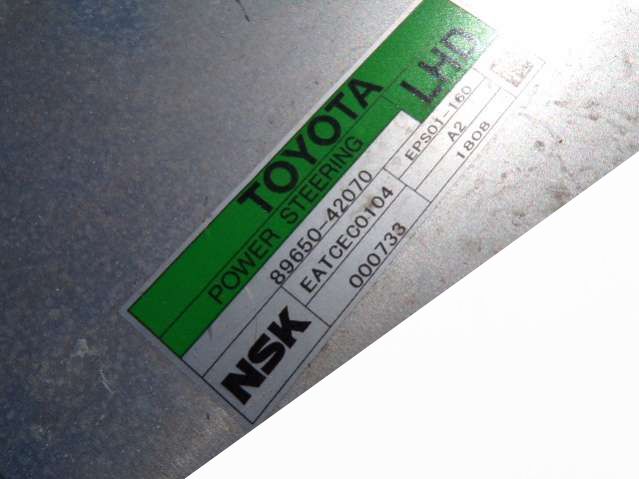 TOYOTA
POWER STEERING LHD
89650-42070 EPS01-160
EATCEC0104 A2
NSK 000733 1808